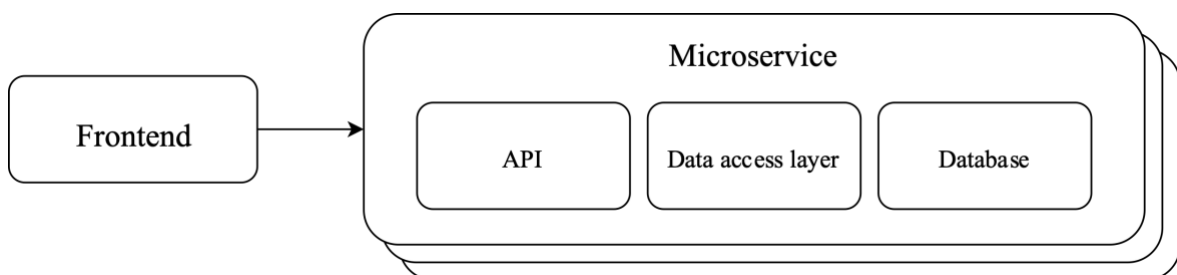 Microservice
Frontend
API
Data access layer
Database